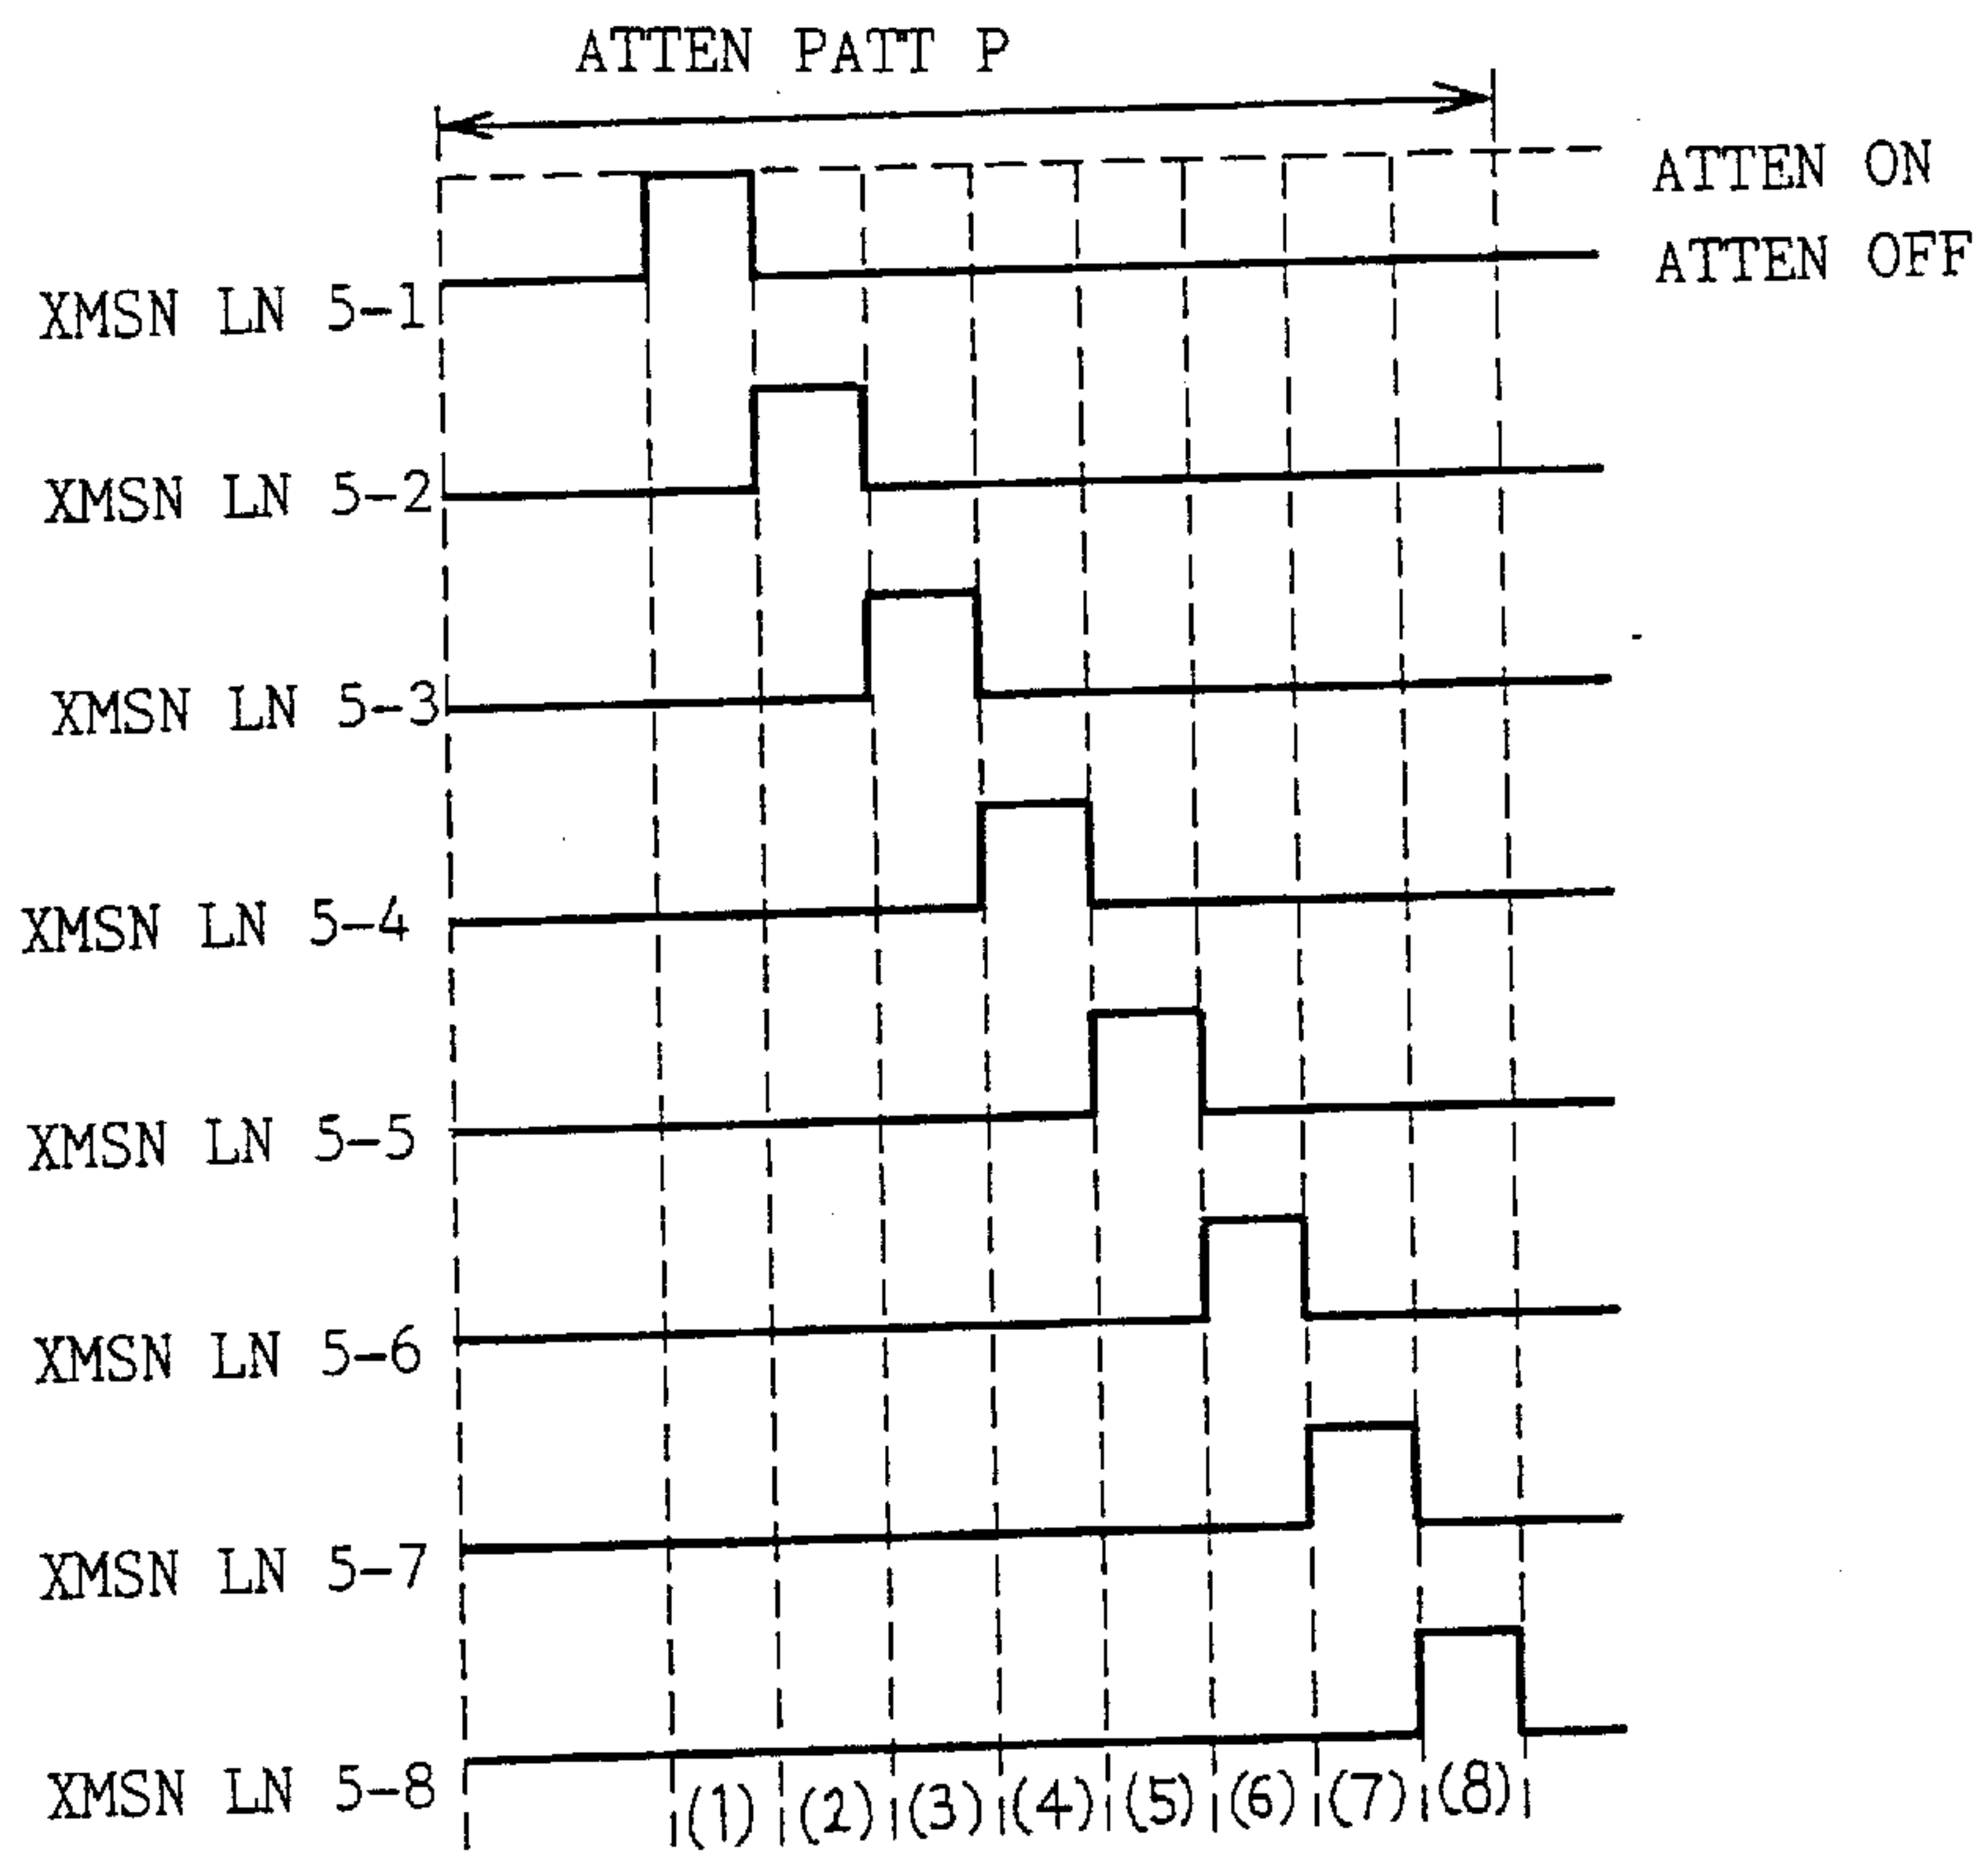 ATTEN PATT P
ATTEN ON
ATTEN OFF
XMSN LN 5-1
XMSN LN 5-2
XMSN LN 5-3
XMSN LN 5-4
XMSN LN 5-5
XMSN LN 5-6
XMSN LN 5-7
XMSN LN 5-8
(1) (2) (3) (4) (5) (6) (7) (8)